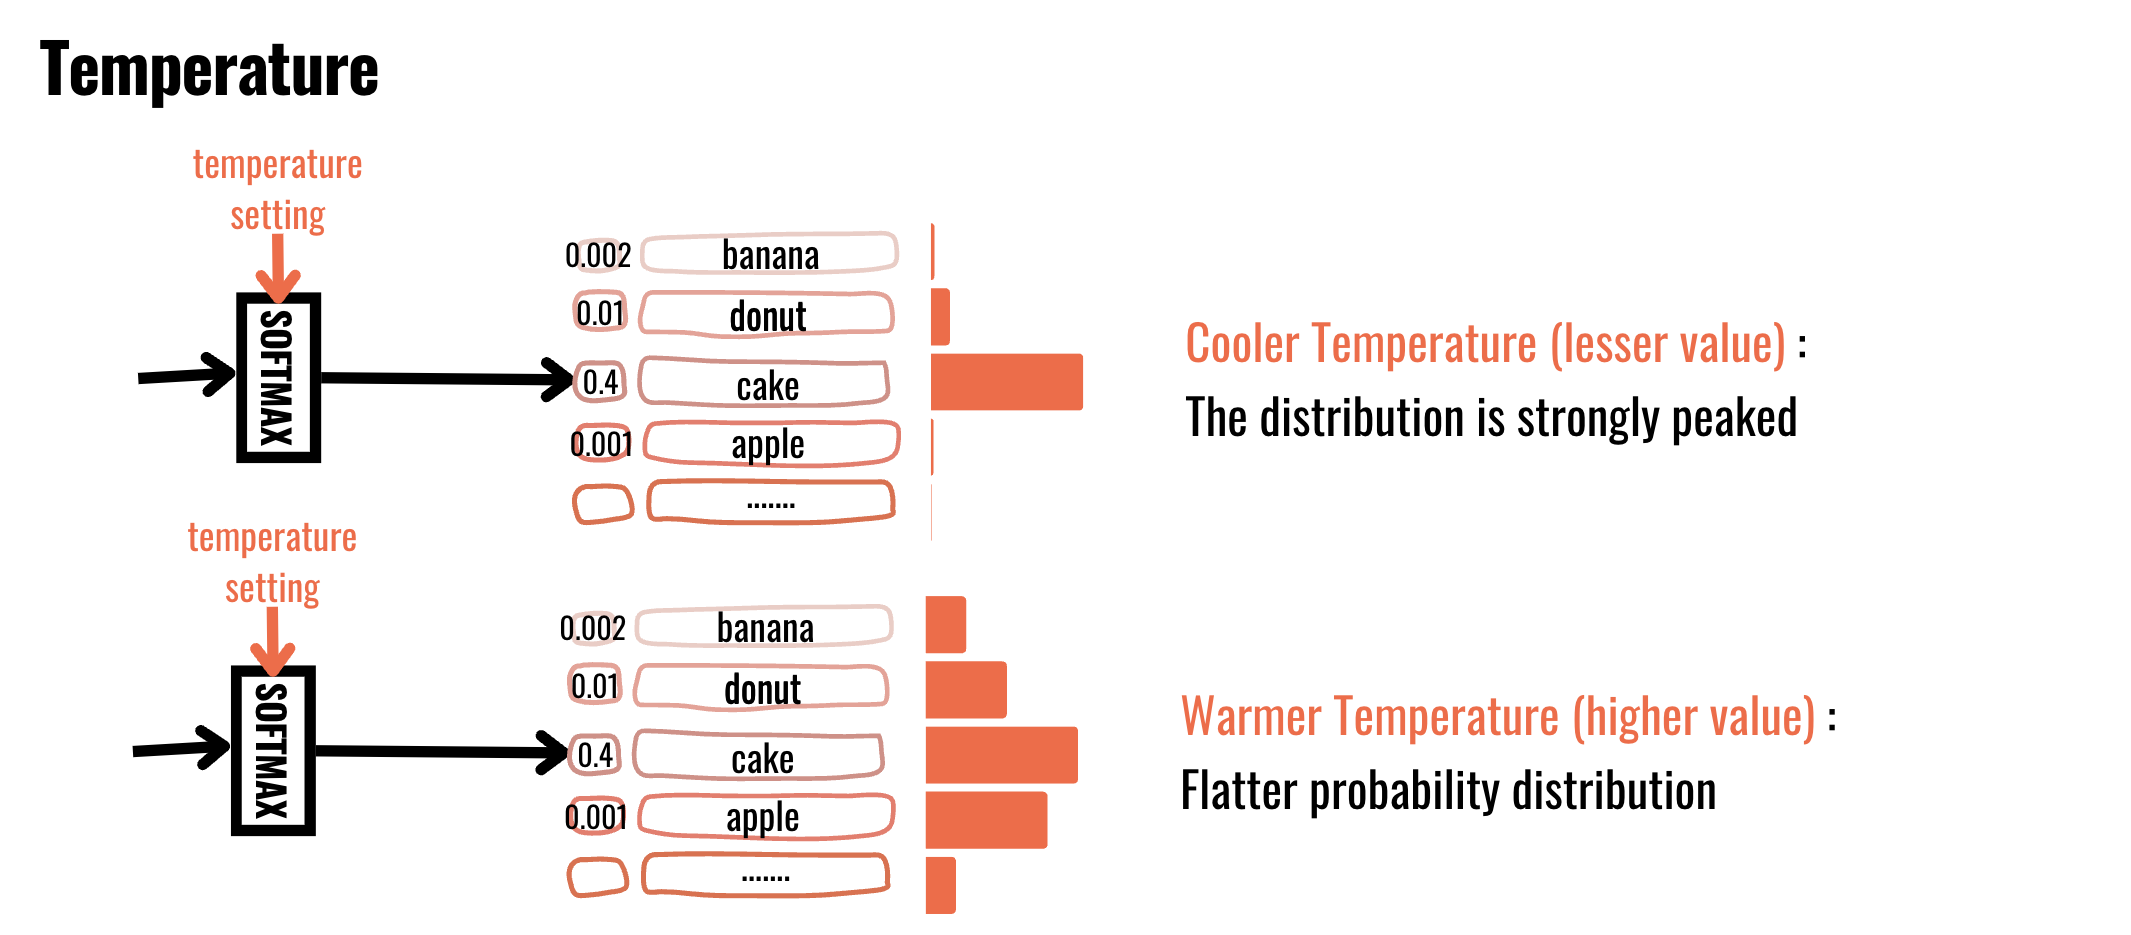 Temperature
temperature
setting
SOFTMAX
0.002 banana
0.01 donut
0.4 cake
0.001 apple
.......
Cooler Temperature (lesser value) :
The distribution is strongly peaked
temperature
setting
SOFTMAX
0.002 banana
0.01 donut
0.4 cake
0.001 apple
.......
Warmer Temperature (higher value) :
Flatter probability distribution